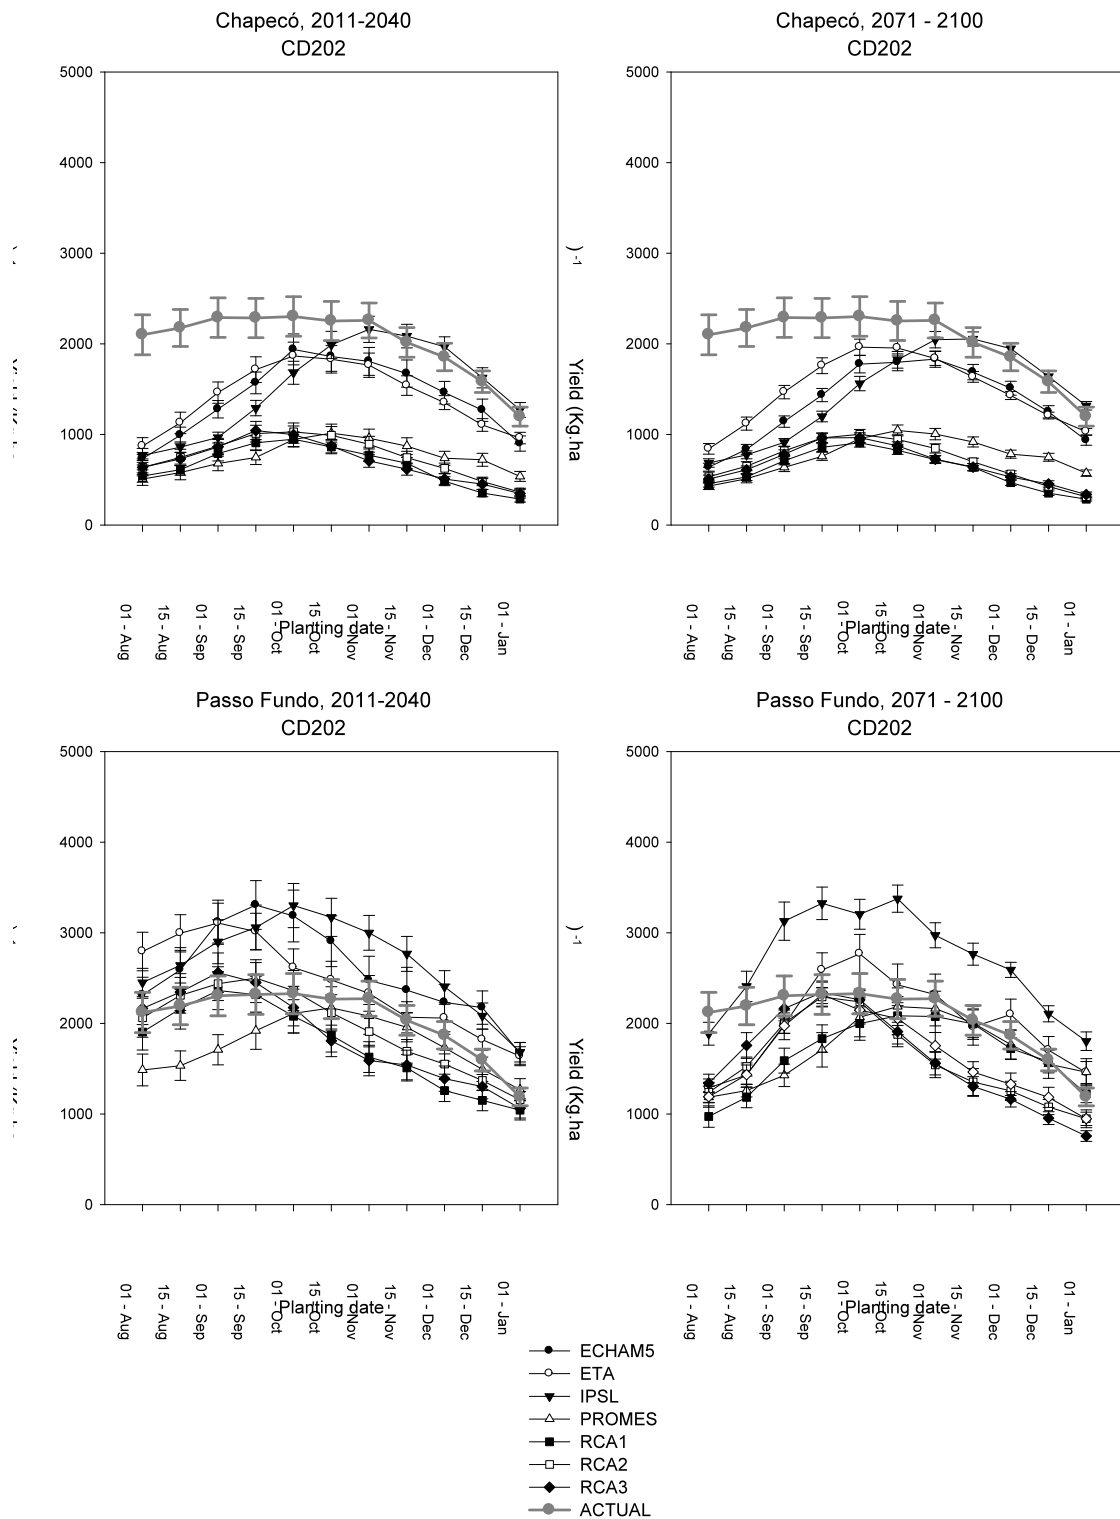 Chapecó, 2011-2040
CD202
5000
4000
3000
2000
1000
0
01 - Aug
15 - Aug
01 - Sep
15 - Sep
01 - Oct
15 - Oct
01 - Nov
15 - Nov
01 - Dec
15 - Dec
01 - Jan
Planting date
Chapecó, 2071 - 2100
CD202
Yield (Kg.ha
)
-1
5000
4000
3000
2000
1000
0
01 - Aug
15 - Aug
01 - Sep
15 - Sep
01 - Oct
15 - Oct
01 - Nov
15 - Nov
01 - Dec
15 - Dec
01 - Jan
Planting date
Passo Fundo, 2011-2040
CD202
5000
4000
3000
2000
1000
0
01 - Aug
15 - Aug
01 - Sep
15 - Sep
01 - Oct
15 - Oct
01 - Nov
15 - Nov
01 - Dec
15 - Dec
01 - Jan
Planting date
Passo Fundo, 2071 - 2100
CD202
Yield (Kg.ha
)
-1
5000
4000
3000
2000
1000
0
01 - Aug
15 - Aug
01 - Sep
15 - Sep
01 - Oct
15 - Oct
01 - Nov
15 - Nov
01 - Dec
15 - Dec
01 - Jan
Planting date
ECHAM5
ETA
IPSL
PROMES
RCA1
RCA2
RCA3
ACTUAL